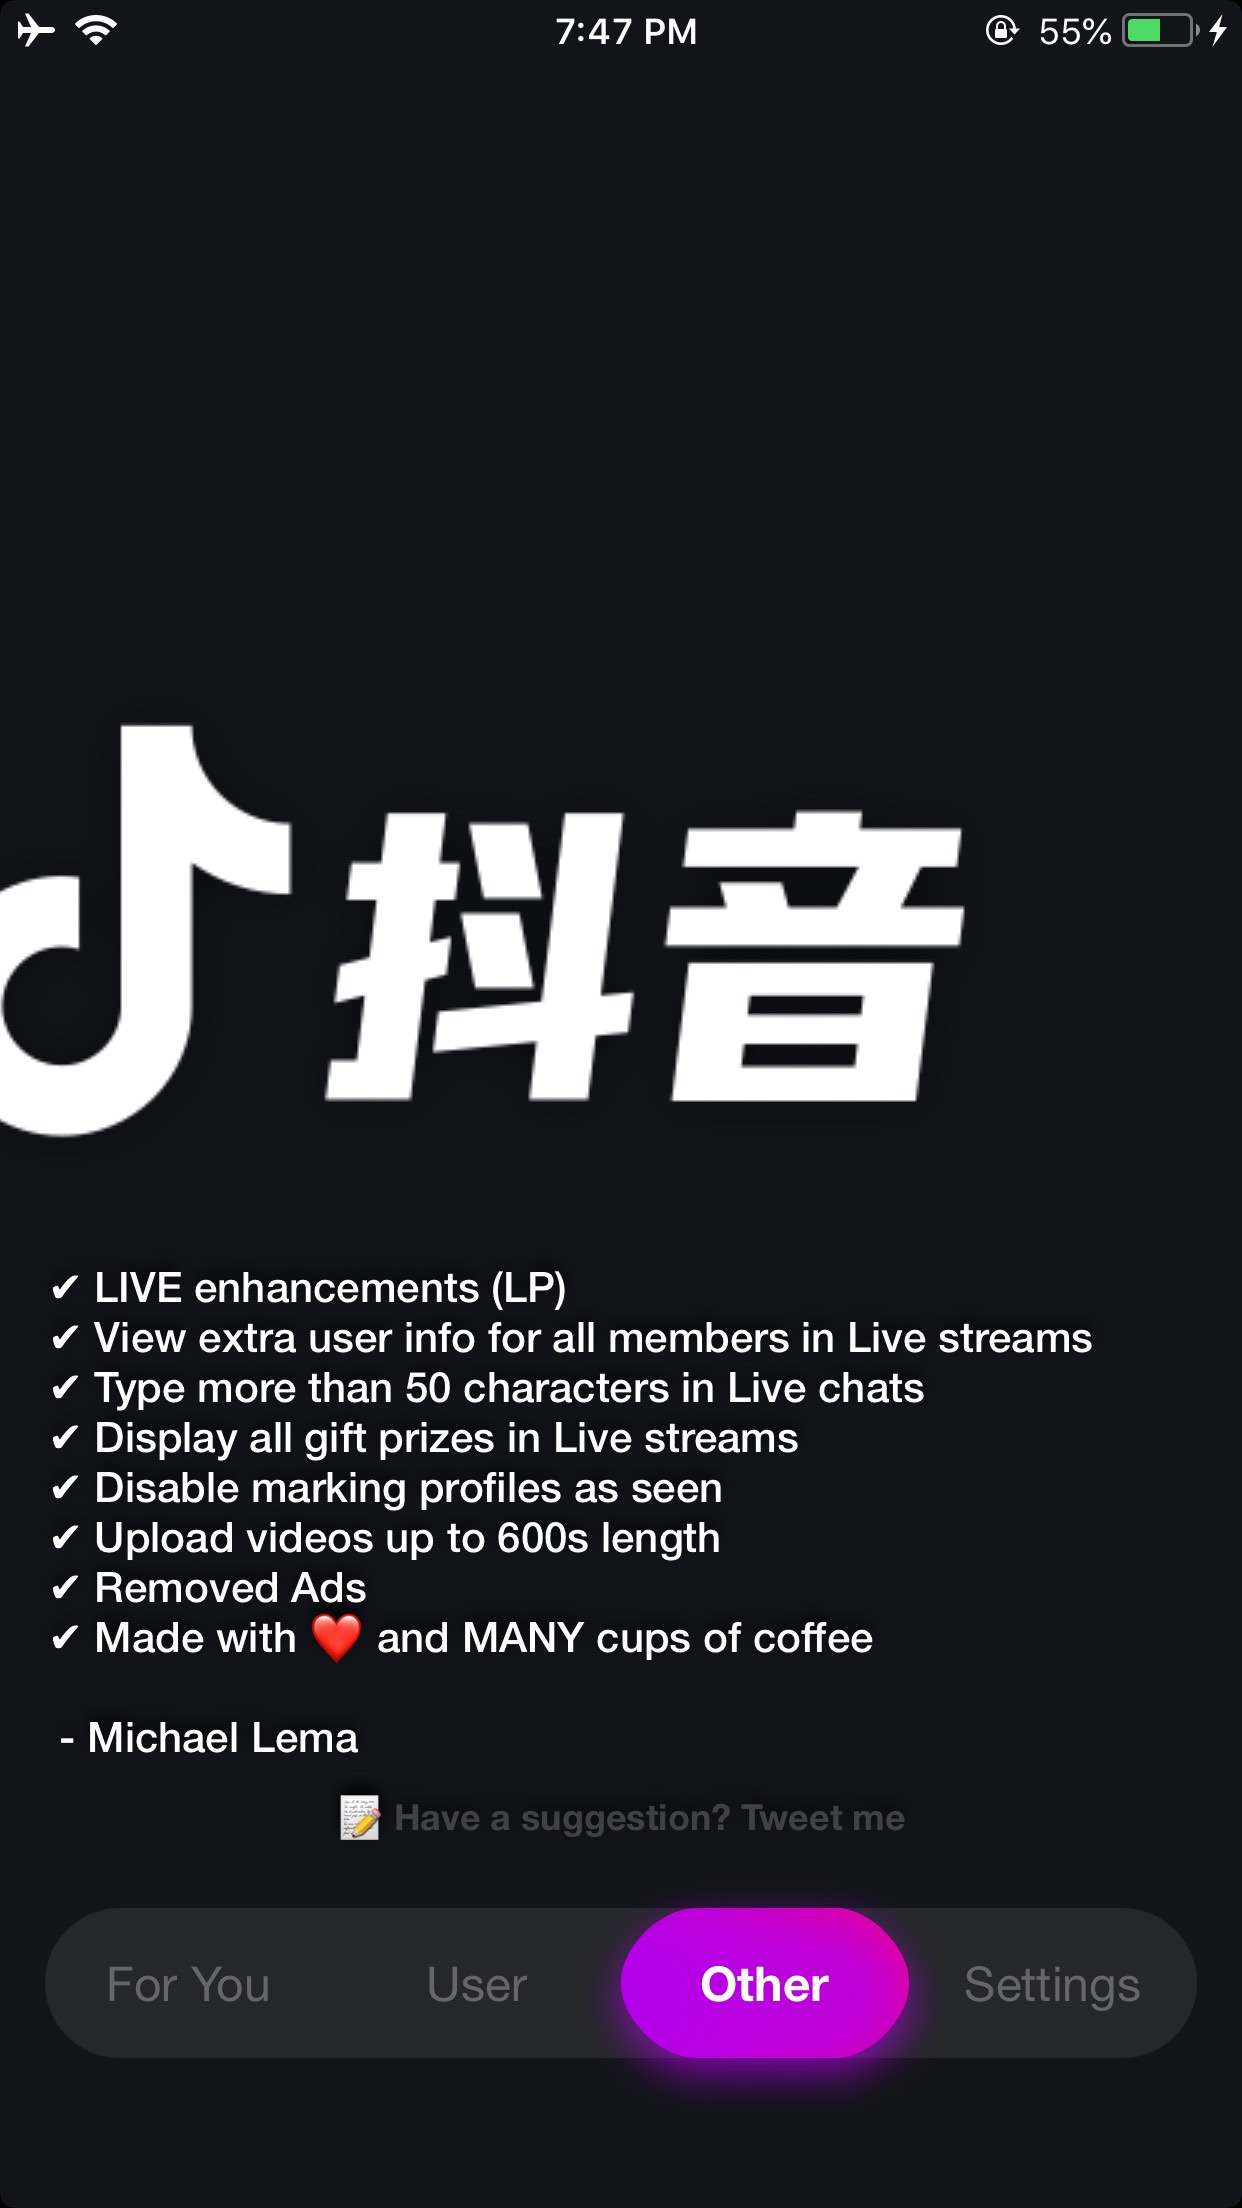 7:47 PM
55%
抖音
✔ LIVE enhancements (LP)
✔ View extra user info for all members in Live streams
✔ Type more than 50 characters in Live chats
✔ Display all gift prizes in Live streams
✔ Disable marking profiles as seen
✔ Upload videos up to 600s length
✔ Removed Ads
✔ Made with ❤️ and MANY cups of coffee
- Michael Lema
📝 Have a suggestion? Tweet me
For You User Other Settings